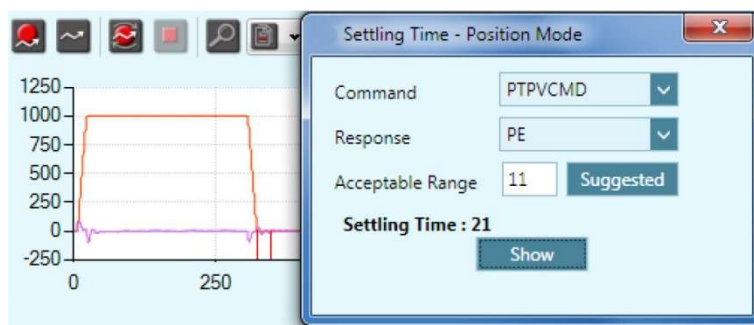 Settling Time - Position Mode
Command PTPVCMD
Response PE
Acceptable Range 11 Suggested
Settling Time : 21
Show
1250
1000
750
500
250
0
-250
0 250